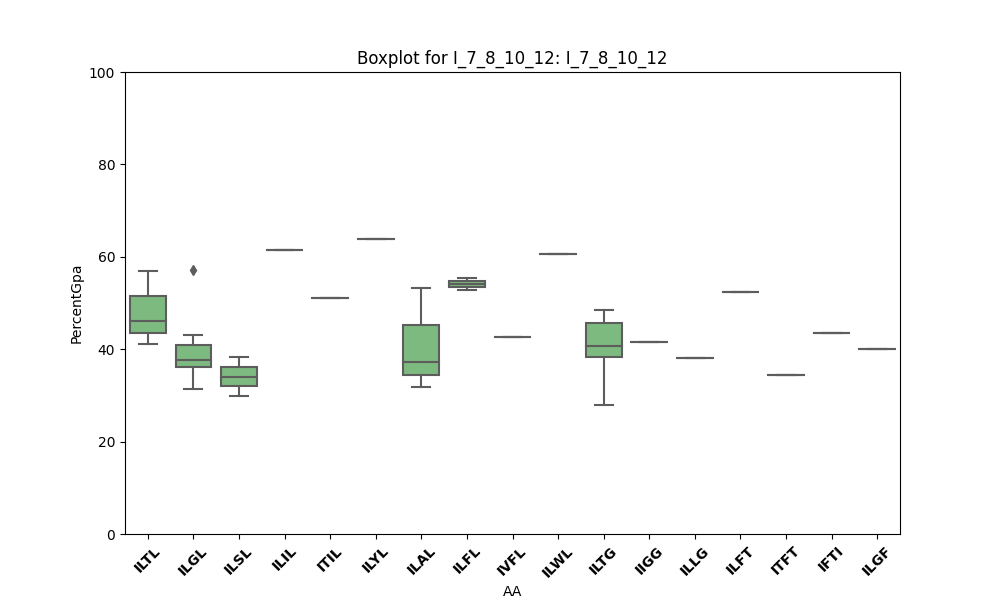 Boxplot for I_7_8_10_12: I_7_8_10_12
100
80
60
40
20
0
PercentGpa
ILTL ILGL ILSL ILIL ITIL ILYL ILAL ILFL IVFL ILWL ILTG IIGG ILLG ILFT ITFT IFTI ILGF
AA